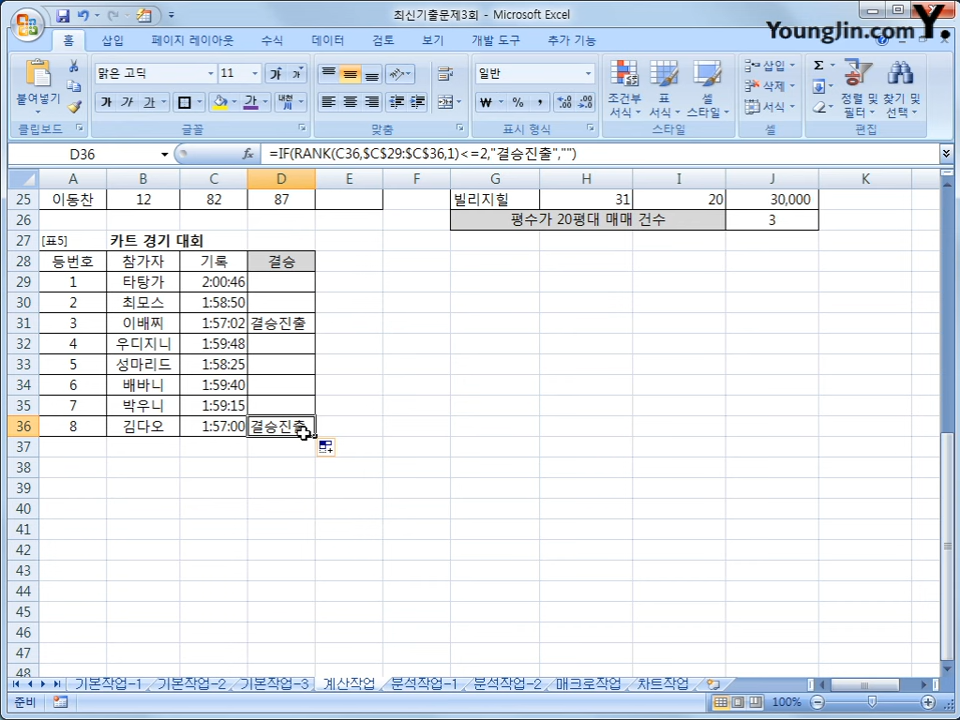 최신기출문제3회 - Microsoft Excel
YoungJin.com Y.
홈 삽입 페이지 레이아웃 수식 데이터 검토 보기 개발 도구 추가 기능
붙여넣기 맑은 고딕 11 가 가 일반 조건부 서식 표 서식 셀 스타일 삽입 삭제 서식 Σ 정렬 및 필터 찾기 및 선택
가 가 가 가 % ,
클립보드 글꼴 맞춤 표시 형식 스타일 셀 편집
D36 fx =IF(RANK(C36,$C$29:$C$36,1)<=2,"결승진출","")
A B C D E F G H I J K
25 이동찬 12 82 87 빌리지힐 31 20 30,000
26 평수가 20평대 매매 건수 3
27 [표5] 카트 경기 대회
28 등번호 참가자 기록 결승
29 1 타탕가 2:00:46
30 2 최모스 1:58:50
31 3 이배찌 1:57:02 결승진출
32 4 우디지니 1:59:48
33 5 성마리드 1:58:25
34 6 배바니 1:59:40
35 7 박우니 1:59:15
36 8 김다오 1:57:00 결승진출
37
38
39
40
41
42
43
44
45
46
47
48
기본작업-1 기본작업-2 기본작업-3 계산작업 분석작업-1 분석작업-2 매크로작업 차트작업
준비 100%